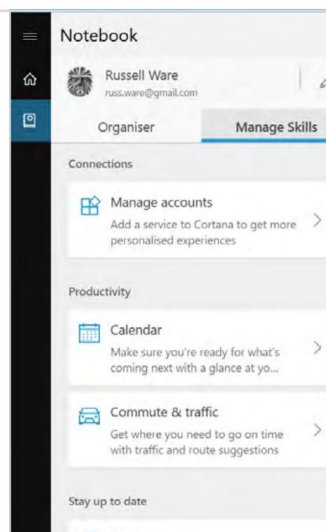 Notebook
Russell Ware
russ.ware@gmail.com
Organiser
Manage Skills
Connections
Manage accounts
Add a service to Cortana to get more
personalised experiences
Productivity
Calendar
Make sure you're ready for what's
coming next with a glance at yo...
Commute & traffic
Get where you need to go on time
with traffic and route suggestions
Stay up to date